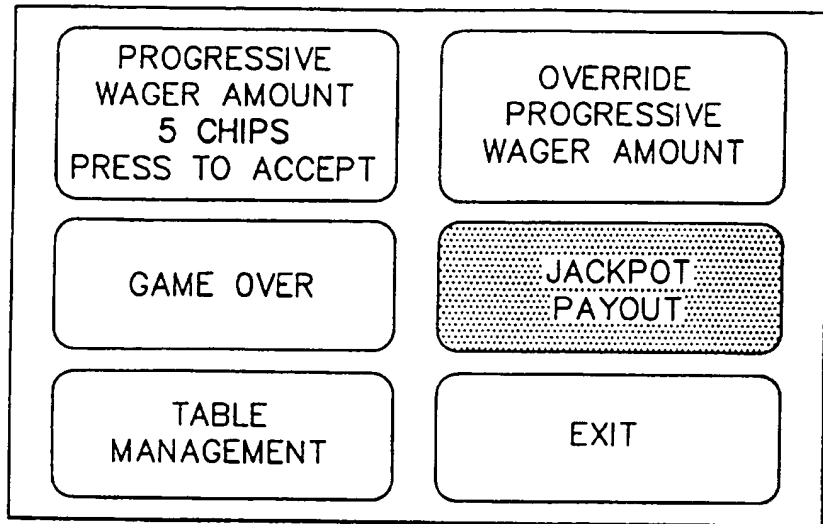 PROGRESSIVE
WAGER AMOUNT
5 CHIPS
PRESS TO ACCEPT
OVERRIDE
PROGRESSIVE
WAGER AMOUNT
GAME OVER
JACKPOT
PAYOUT
TABLE
MANAGEMENT
EXIT